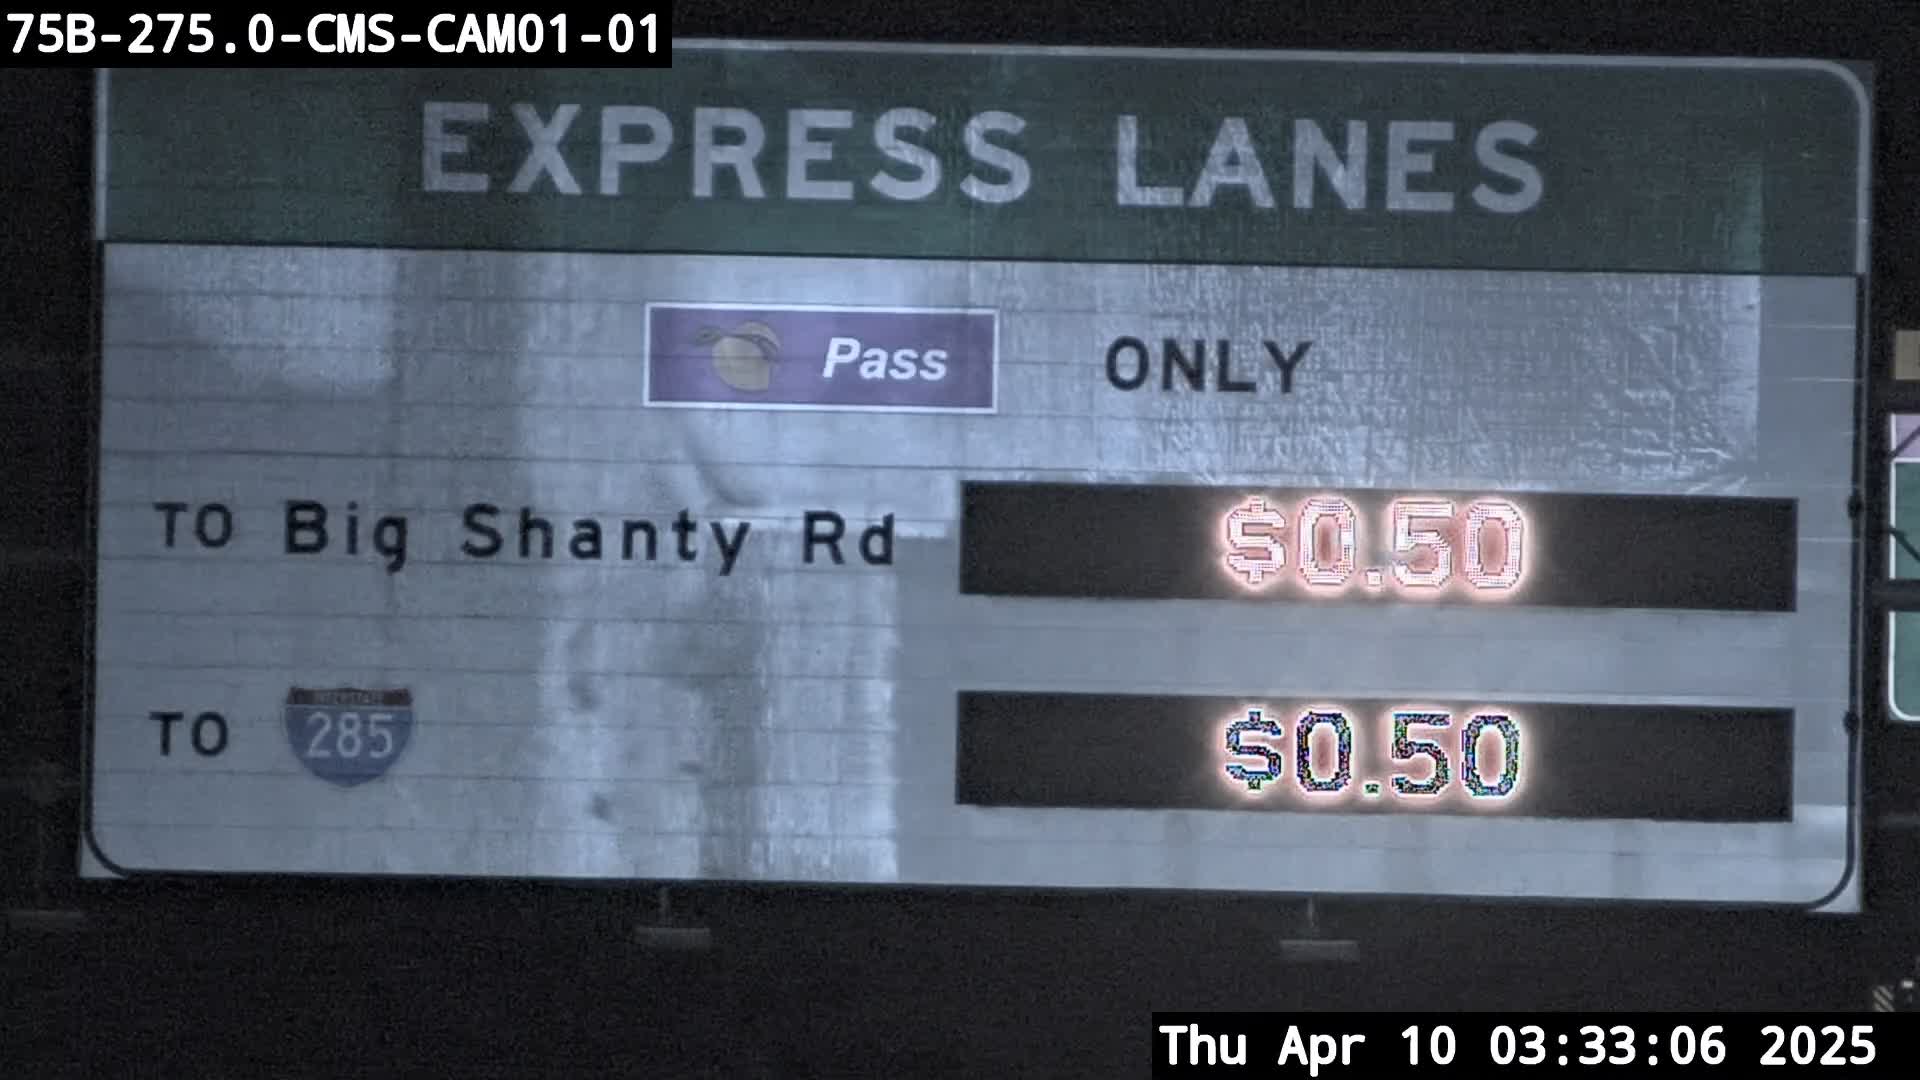 75B-275.0-CMS-CAM01-01
EXPRESS LANES
Pass ONLY
TO Big Shanty Rd $0.50
INTERSTATE
TO 285 $0.50
Thu Apr 10 03:33:06 2025